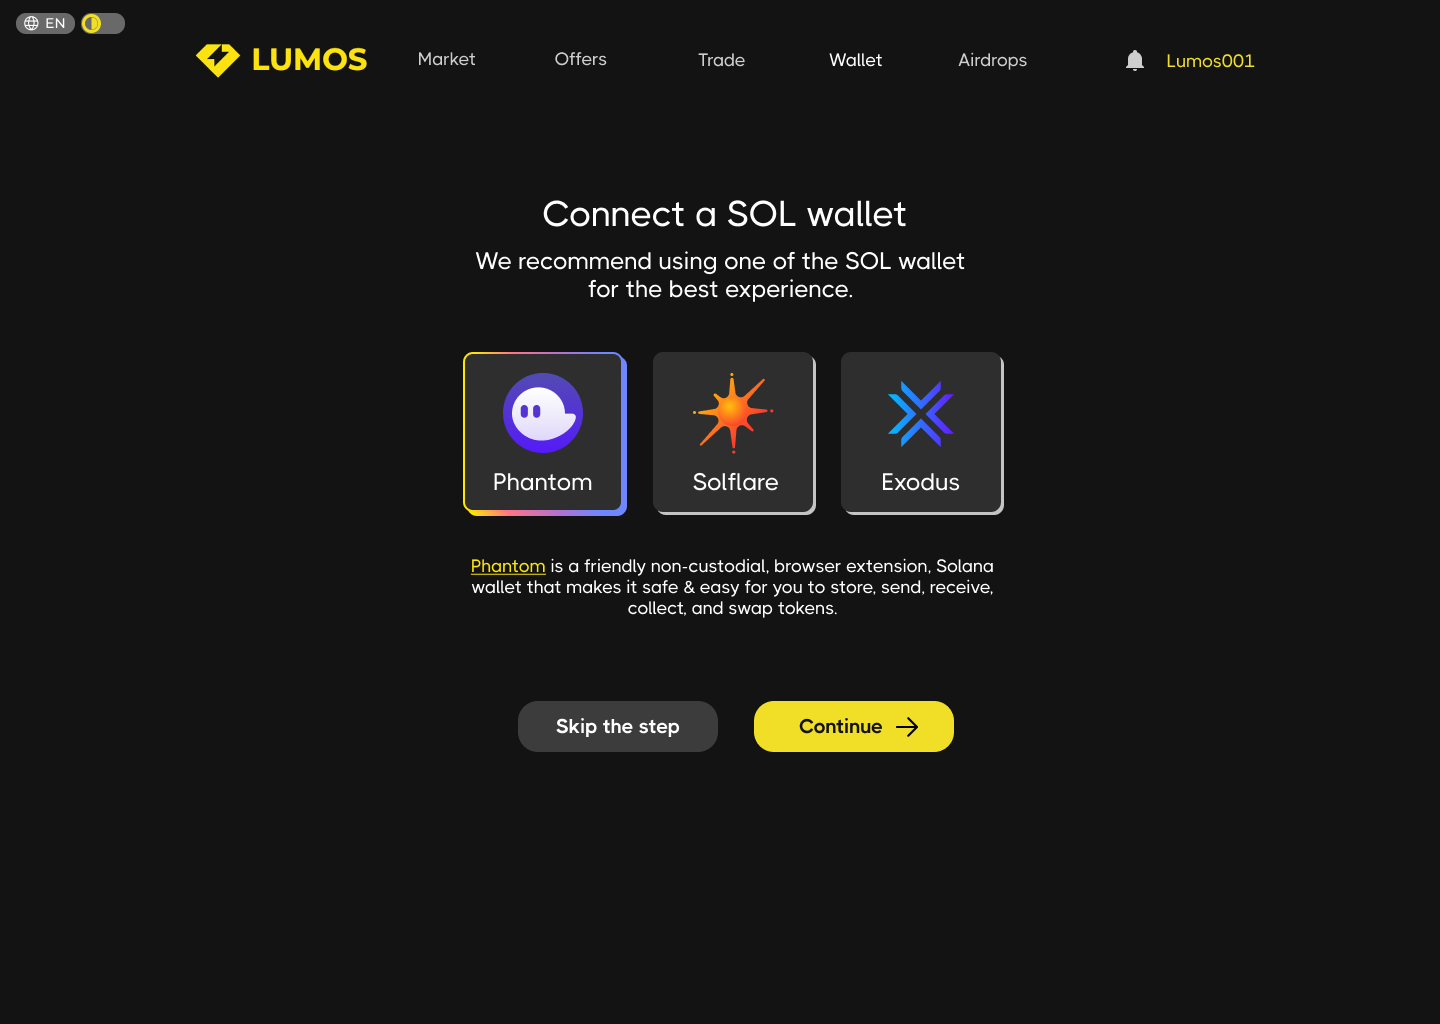 EN
LUMOS
Market
Offers
Trade
Wallet
Airdrops
Lumos001
Connect a SOL wallet
We recommend using one of the SOL wallet
for the best experience.
Phantom
Solflare
Exodus
Phantom is a friendly non-custodial, browser extension, Solana
wallet that makes it safe & easy for you to store, send, receive,
collect, and swap tokens.
Skip the step
Continue